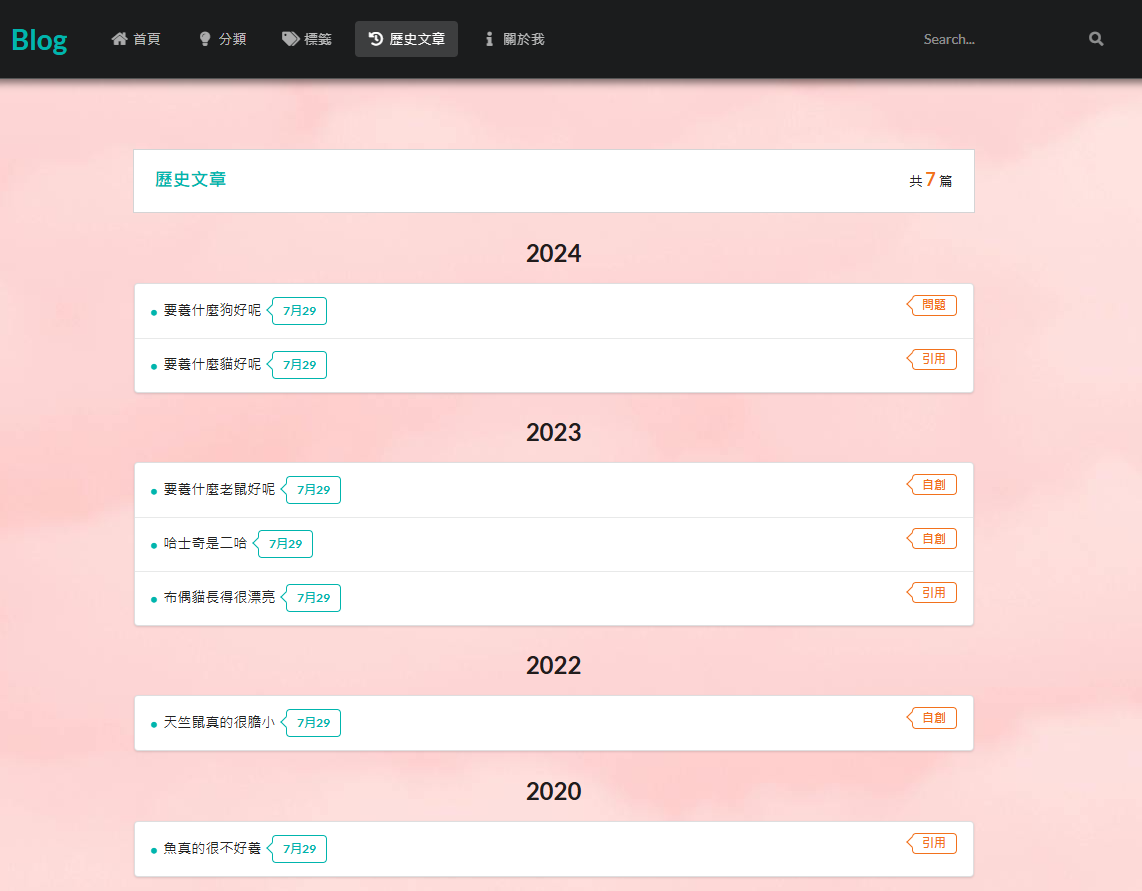 Blog 首頁 分類 標籤 歷史文章 關於我 Search...
歷史文章 共 7 篇
2024
要養什麼狗好呢 7月29 問題
要養什麼貓好呢 7月29 引用
2023
要養什麼老鼠好呢 7月29 自創
哈士奇是二哈 7月29 自創
布偶貓長得很漂亮 7月29 引用
2022
天竺鼠真的很膽小 7月29 自創
2020
魚真的很不好養 7月29 引用